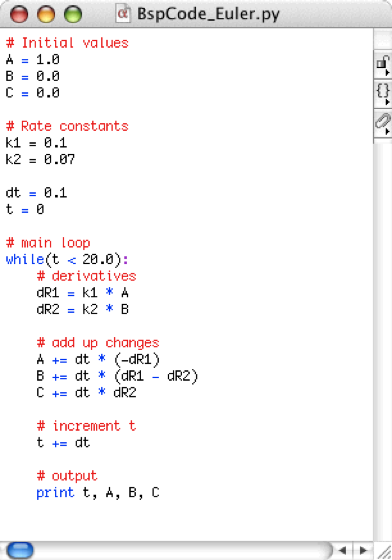 BspCode_Euler.py
# Initial values
A = 1.0
B = 0.0
C = 0.0
# Rate constants
k1 = 0.1
k2 = 0.07
dt = 0.1
t = 0
# main loop
while(t < 20.0):
# derivatives
dR1 = k1 * A
dR2 = k2 * B
# add up changes
A += dt * (-dR1)
B += dt * (dR1 - dR2)
C += dt * dR2
# increment t
t += dt
# output
print t, A, B, C